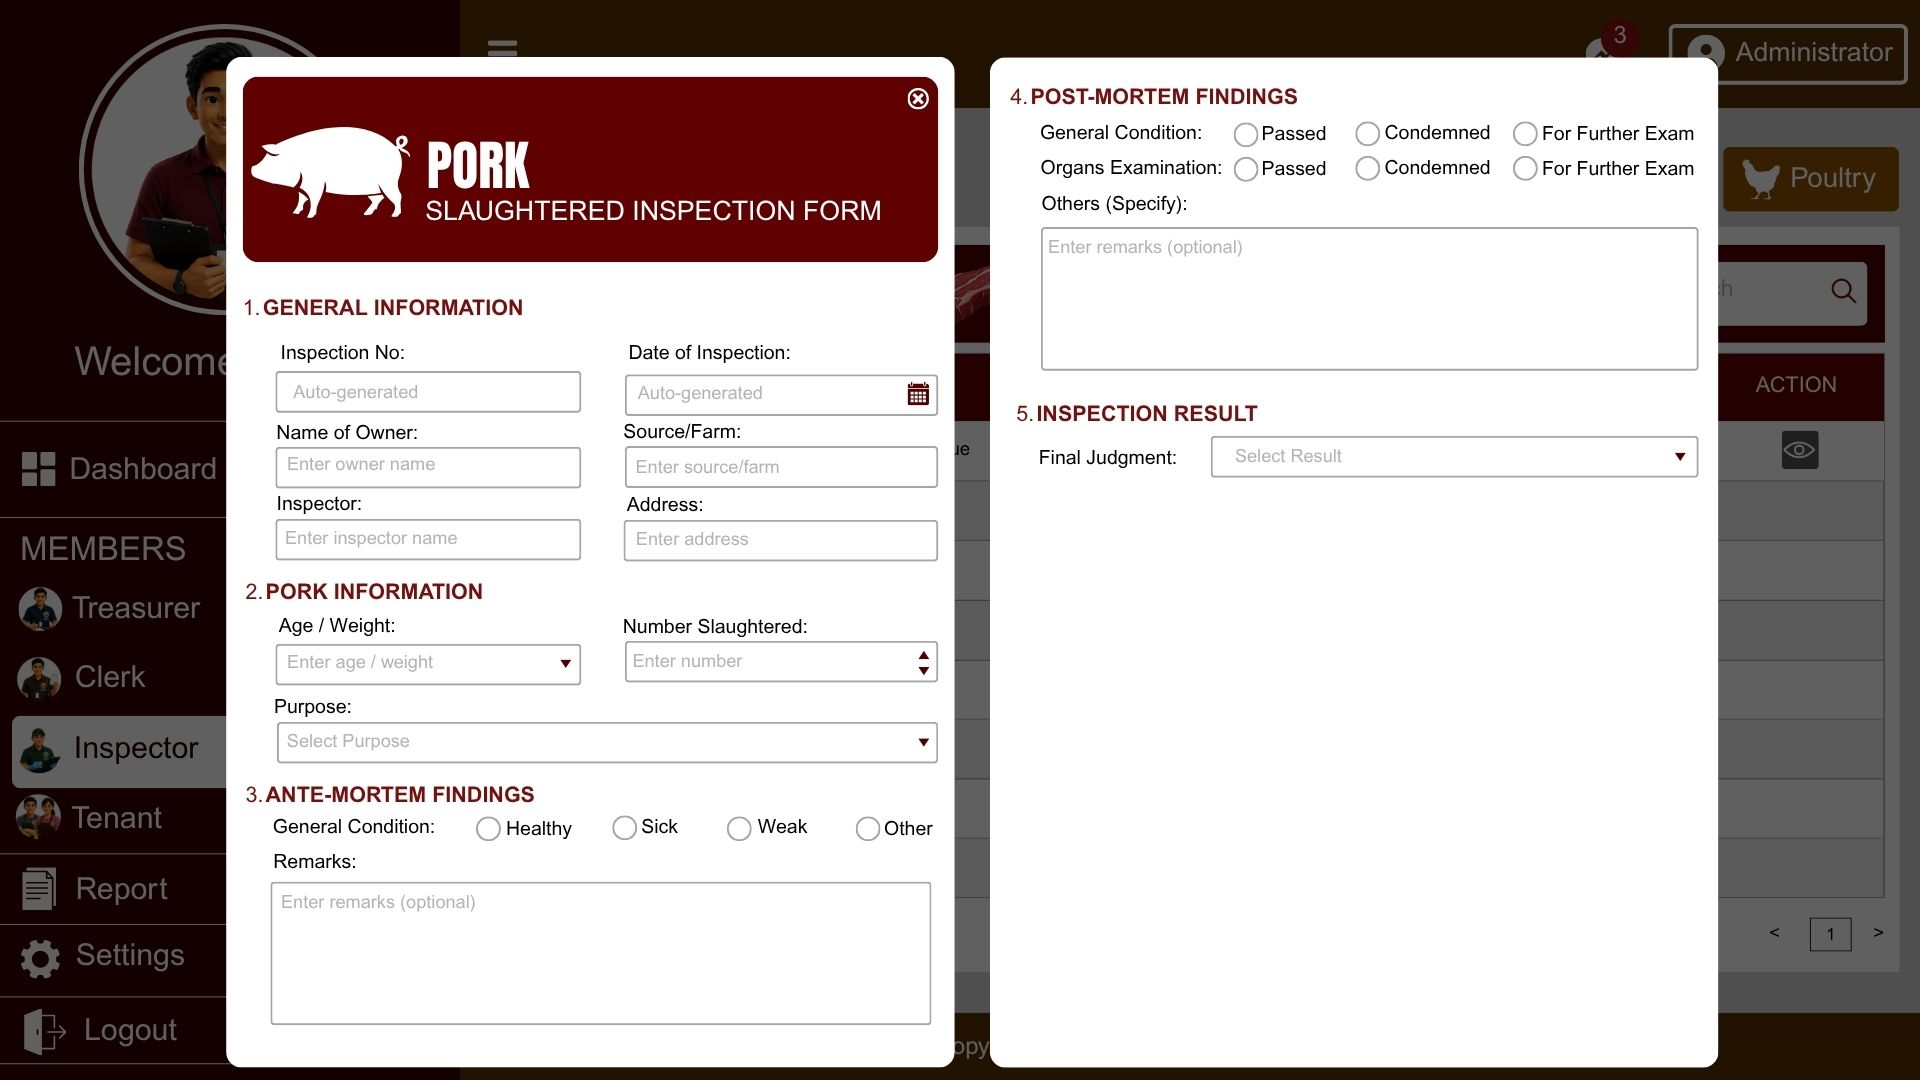 3
Administrator
Welcome
Dashboard
MEMBERS
Treasurer
Clerk
Inspector
Tenant
Report
Settings
Logout
PORK
SLAUGHTERED INSPECTION FORM
1. GENERAL INFORMATION
Inspection No:
Auto-generated
Date of Inspection:
Auto-generated
Name of Owner:
Enter owner name
Source/Farm:
Enter source/farm
Inspector:
Enter inspector name
Address:
Enter address
2. PORK INFORMATION
Age / Weight:
Enter age / weight
Number Slaughtered:
Enter number
Purpose:
Select Purpose
3. ANTE-MORTEM FINDINGS
General Condition: Healthy Sick Weak Other
Remarks:
Enter remarks (optional)
4. POST-MORTEM FINDINGS
General Condition: Passed Condemned For Further Exam
Organs Examination: Passed Condemned For Further Exam
Others (Specify):
Enter remarks (optional)
5. INSPECTION RESULT
Final Judgment: Select Result
Poultry
ACTION
< 1 >